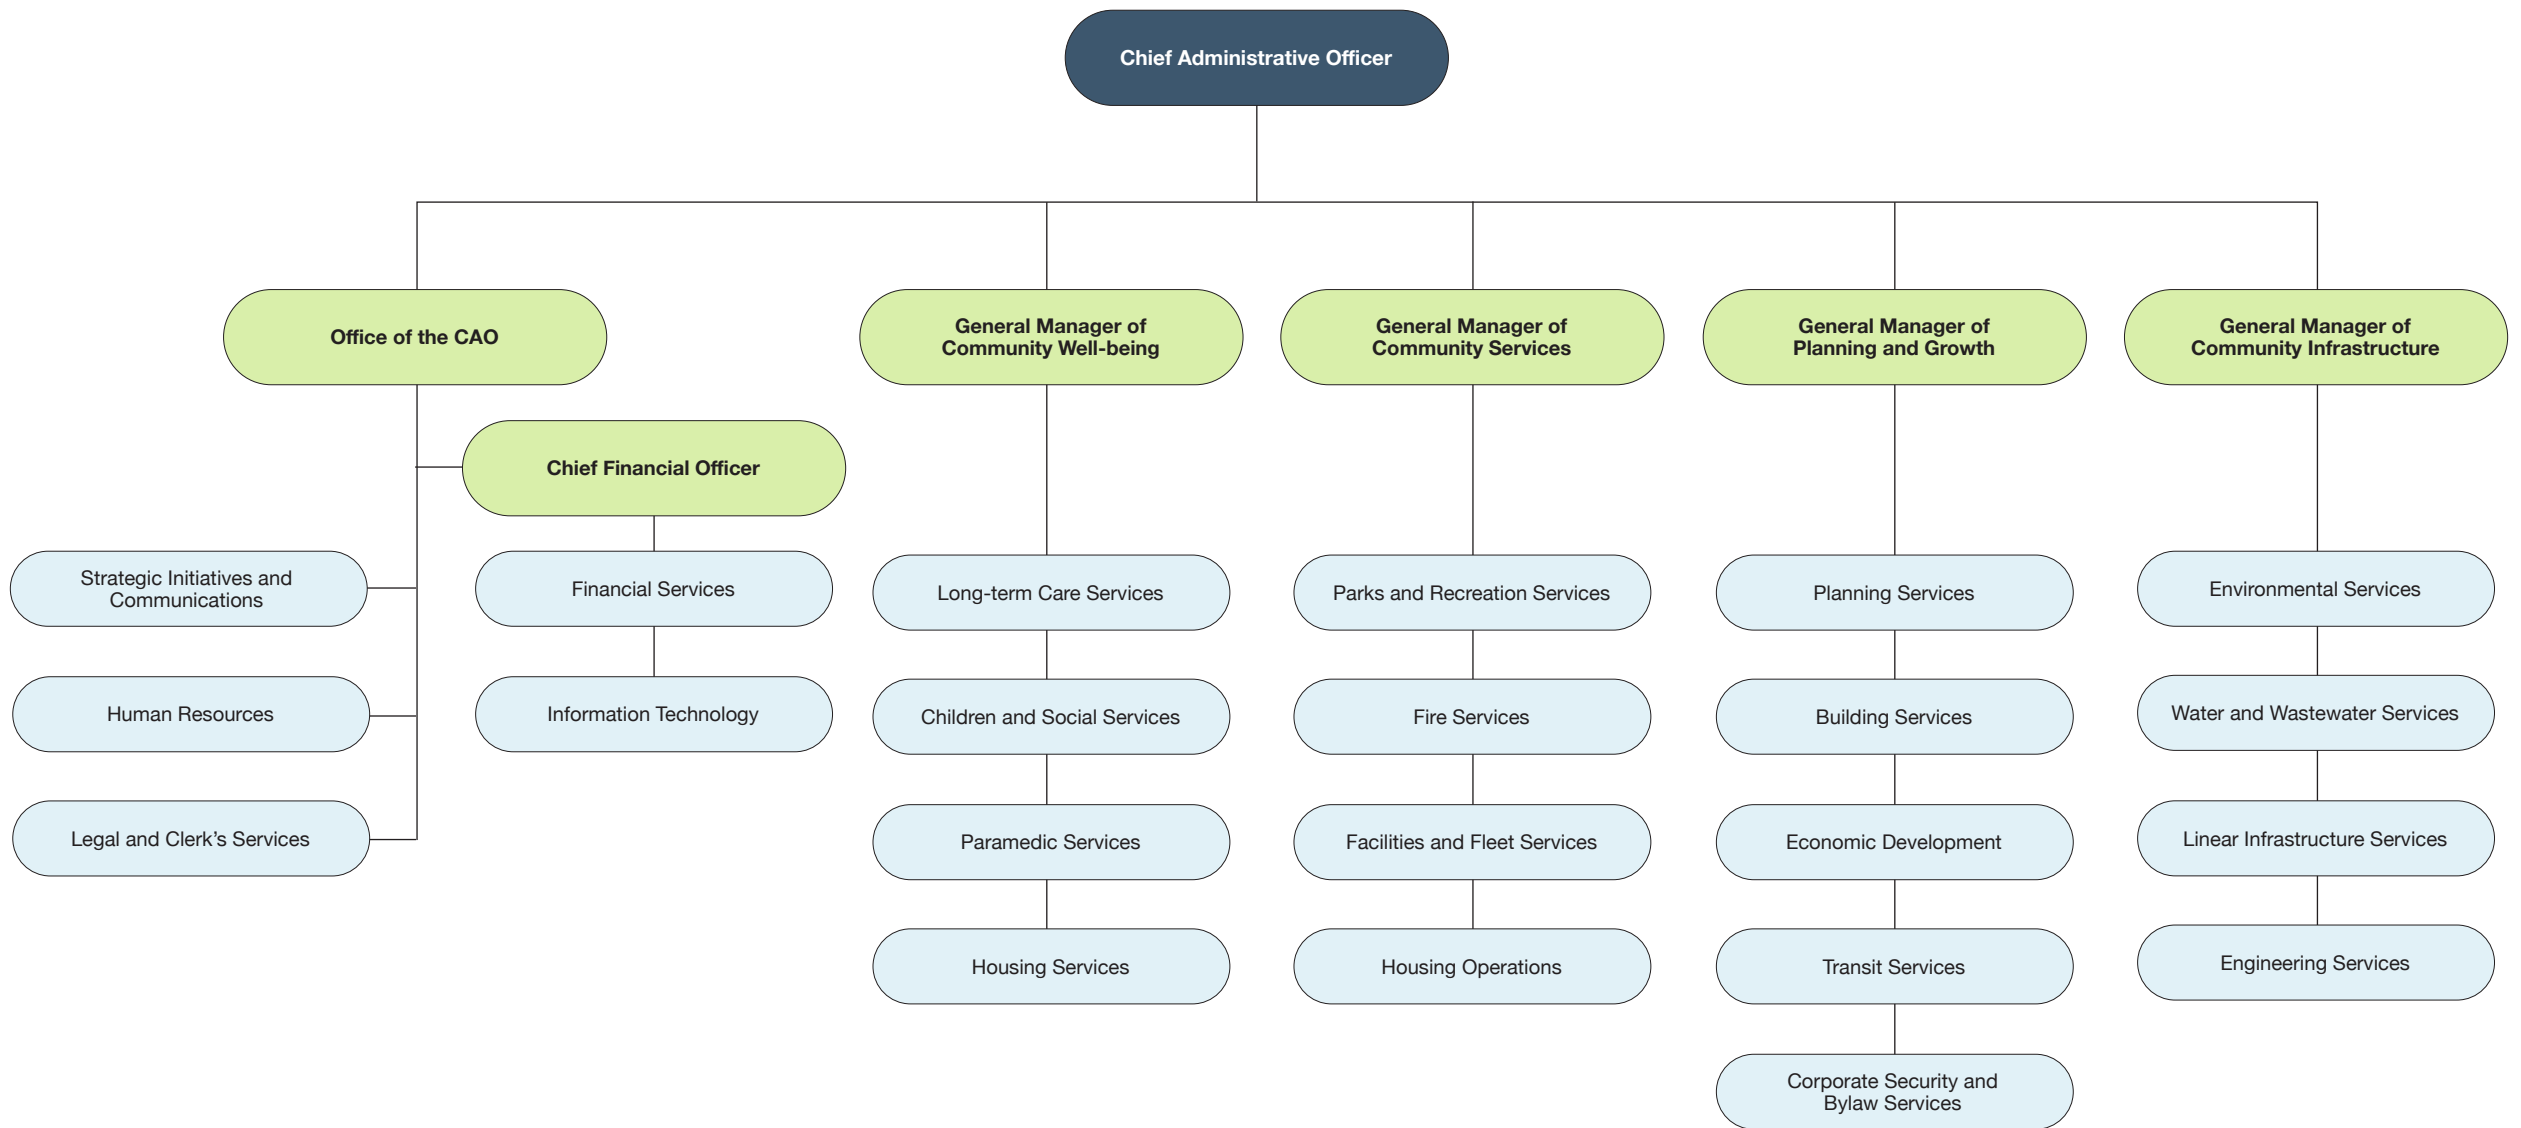 Chief Administrative Officer
Office of the CAO
General Manager of
Community Well-being
General Manager of
Community Services
General Manager of
Planning and Growth
General Manager of
Community Infrastructure
Chief Financial Officer
Strategic Initiatives and
Communications
Human Resources
Legal and Clerk’s Services
Financial Services
Information Technology
Long-term Care Services
Children and Social Services
Paramedic Services
Housing Services
Parks and Recreation Services
Fire Services
Facilities and Fleet Services
Housing Operations
Planning Services
Building Services
Economic Development
Transit Services
Corporate Security and
Bylaw Services
Environmental Services
Water and Wastewater Services
Linear Infrastructure Services
Engineering Services